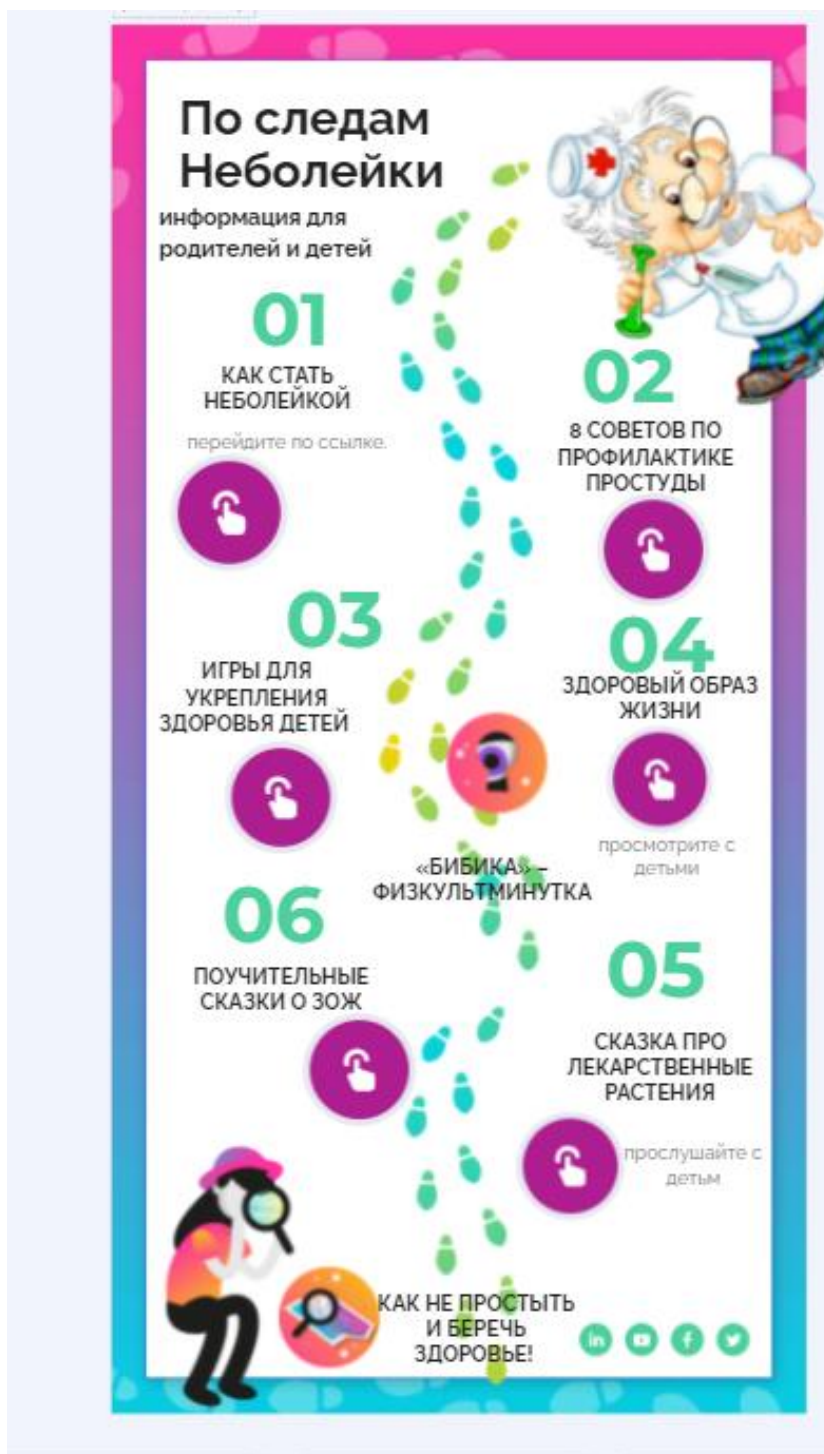 По следам
Неболейки
информация для
родителей и детей
01
КАК СТАТЬ
НЕБОЛЕЙКОЙ
перейдите по ссылке.
02
8 СОВЕТОВ ПО
ПРОФИЛАКТИКЕ
ПРОСТУДЫ
03
ИГРЫ ДЛЯ
УКРЕПЛЕНИЯ
ЗДОРОВЬЯ ДЕТЕЙ
04
ЗДОРОВЫЙ ОБРАЗ
ЖИЗНИ
просмотрите с
детьми
«БИБИКА» –
ФИЗКУЛЬТМИНУТКА
06
ПОУЧИТЕЛЬНЫЕ
СКАЗКИ О ЗОЖ
05
СКАЗКА ПРО
ЛЕКАРСТВЕННЫЕ
РАСТЕНИЯ
прослушайте с
детьм
КАК НЕ ПРОСТЫТЬ
И БЕРЕЧЬ
ЗДОРОВЬЕ!